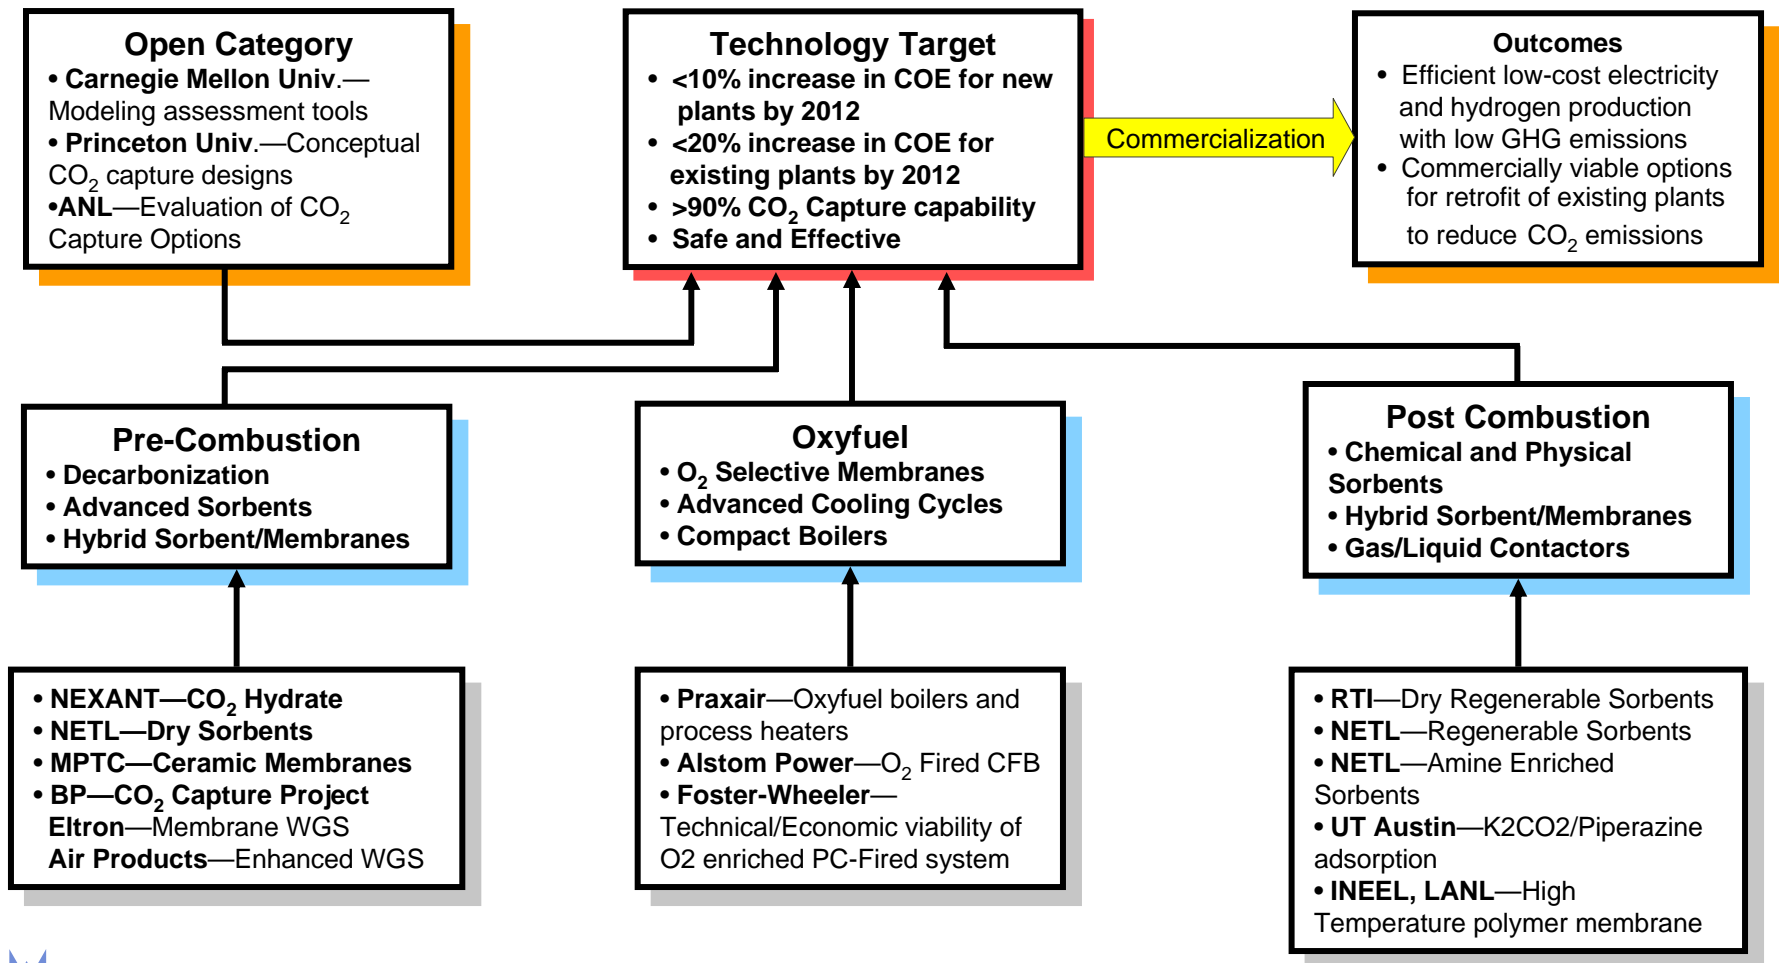 Open Category
• Carnegie Mellon Univ.—
Modeling assessment tools
• Princeton Univ.—Conceptual
CO2 capture designs
•ANL—Evaluation of CO2
Capture Options
Technology Target
• <10% increase in COE for new
plants by 2012
• <20% increase in COE for
existing plants by 2012
• >90% CO2 Capture capability
• Safe and Effective
Commercialization
Outcomes
• Efficient low-cost electricity
and hydrogen production
with low GHG emissions
• Commercially viable options
for retrofit of existing plants
to reduce CO2 emissions
Pre-Combustion
• Decarbonization
• Advanced Sorbents
• Hybrid Sorbent/Membranes
Oxyfuel
• O2 Selective Membranes
• Advanced Cooling Cycles
• Compact Boilers
Post Combustion
• Chemical and Physical
Sorbents
• Hybrid Sorbent/Membranes
• Gas/Liquid Contactors
• NEXANT—CO2 Hydrate
• NETL—Dry Sorbents
• MPTC—Ceramic Membranes
• BP—CO2 Capture Project
Eltron—Membrane WGS
Air Products—Enhanced WGS
• Praxair—Oxyfuel boilers and
process heaters
• Alstom Power—O2 Fired CFB
• Foster-Wheeler—
Technical/Economic viability of
O2 enriched PC-Fired system
• RTI—Dry Regenerable Sorbents
• NETL—Regenerable Sorbents
• NETL—Amine Enriched
Sorbents
• UT Austin—K2CO2/Piperazine
adsorption
• INEEL, LANL—High
Temperature polymer membrane